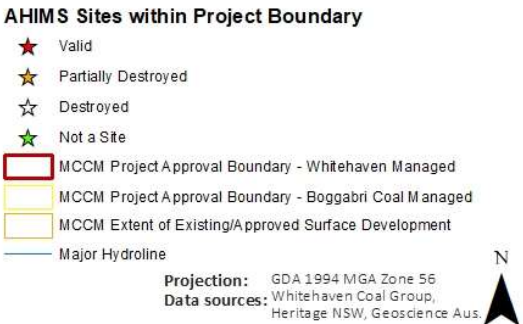 AHIMS Sites within Project Boundary
Valid
Partially Destroyed
Destroyed
Not a Site
MCCM Project Approval Boundary - Whitehaven Managed
MCCM Project Approval Boundary - Boggabri Coal Managed
MCCM Extent of Existing/Approved Surface Development
Major Hydroline
N
Projection: GDA 1994 MGA Zone 56
Data sources: Whitehaven Coal Group,
Heritage NSW, Geoscience Aus.